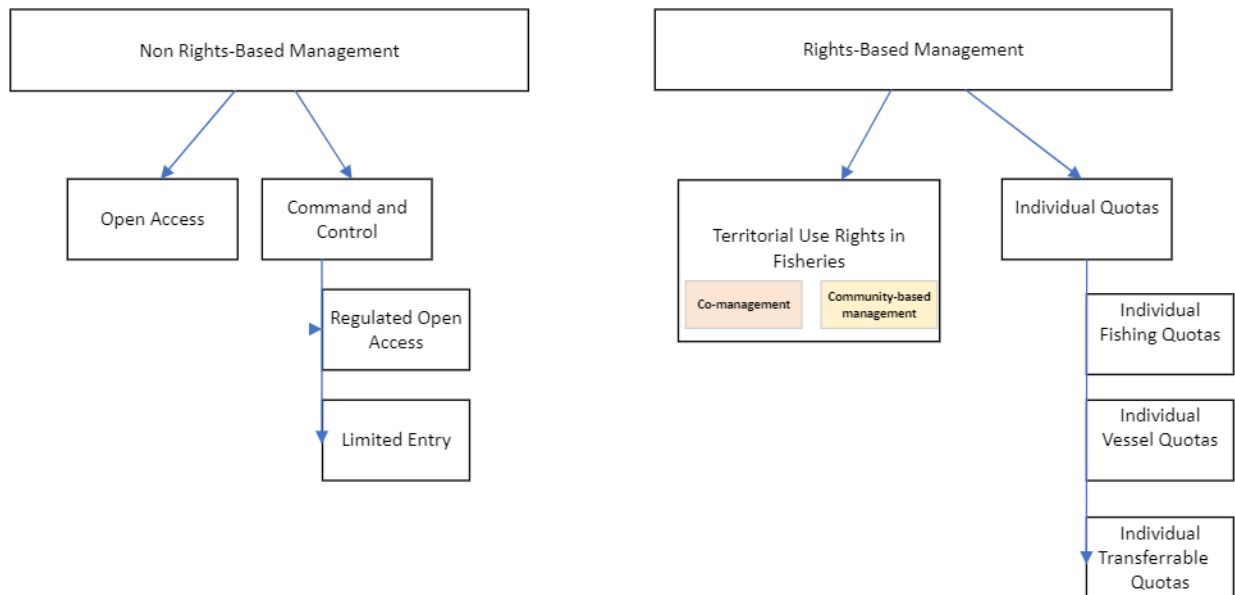 Non Rights-Based Management
Rights-Based Management
Open Access
Command and
Control
Regulated Open
Access
Limited Entry
Territorial Use Rights in
Fisheries
Co-management
Community-based
management
Individual Quotas
Individual
Fishing Quotas
Individual
Vessel Quotas
Individual
Transferrable
Quotas